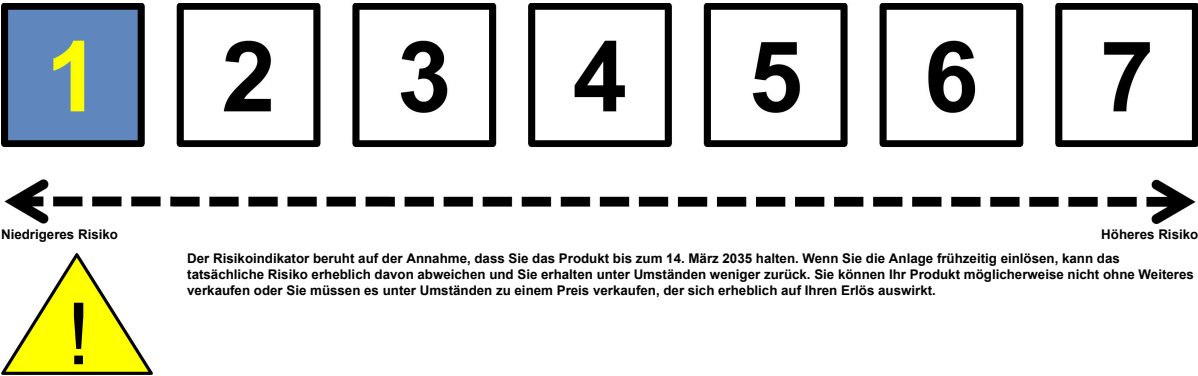 1 2 3 4 5 6 7
Niedrigeres Risiko Höheres Risiko
!
Der Risikoindikator beruht auf der Annahme, dass Sie das Produkt bis zum 14. März 2035 halten. Wenn Sie die Anlage frühzeitig einlösen, kann das
tatsächliche Risiko erheblich davon abweichen und Sie erhalten unter Umständen weniger zurück. Sie können Ihr Produkt möglicherweise nicht ohne Weiteres
verkaufen oder Sie müssen es unter Umständen zu einem Preis verkaufen, der sich erheblich auf Ihren Erlös auswirkt.